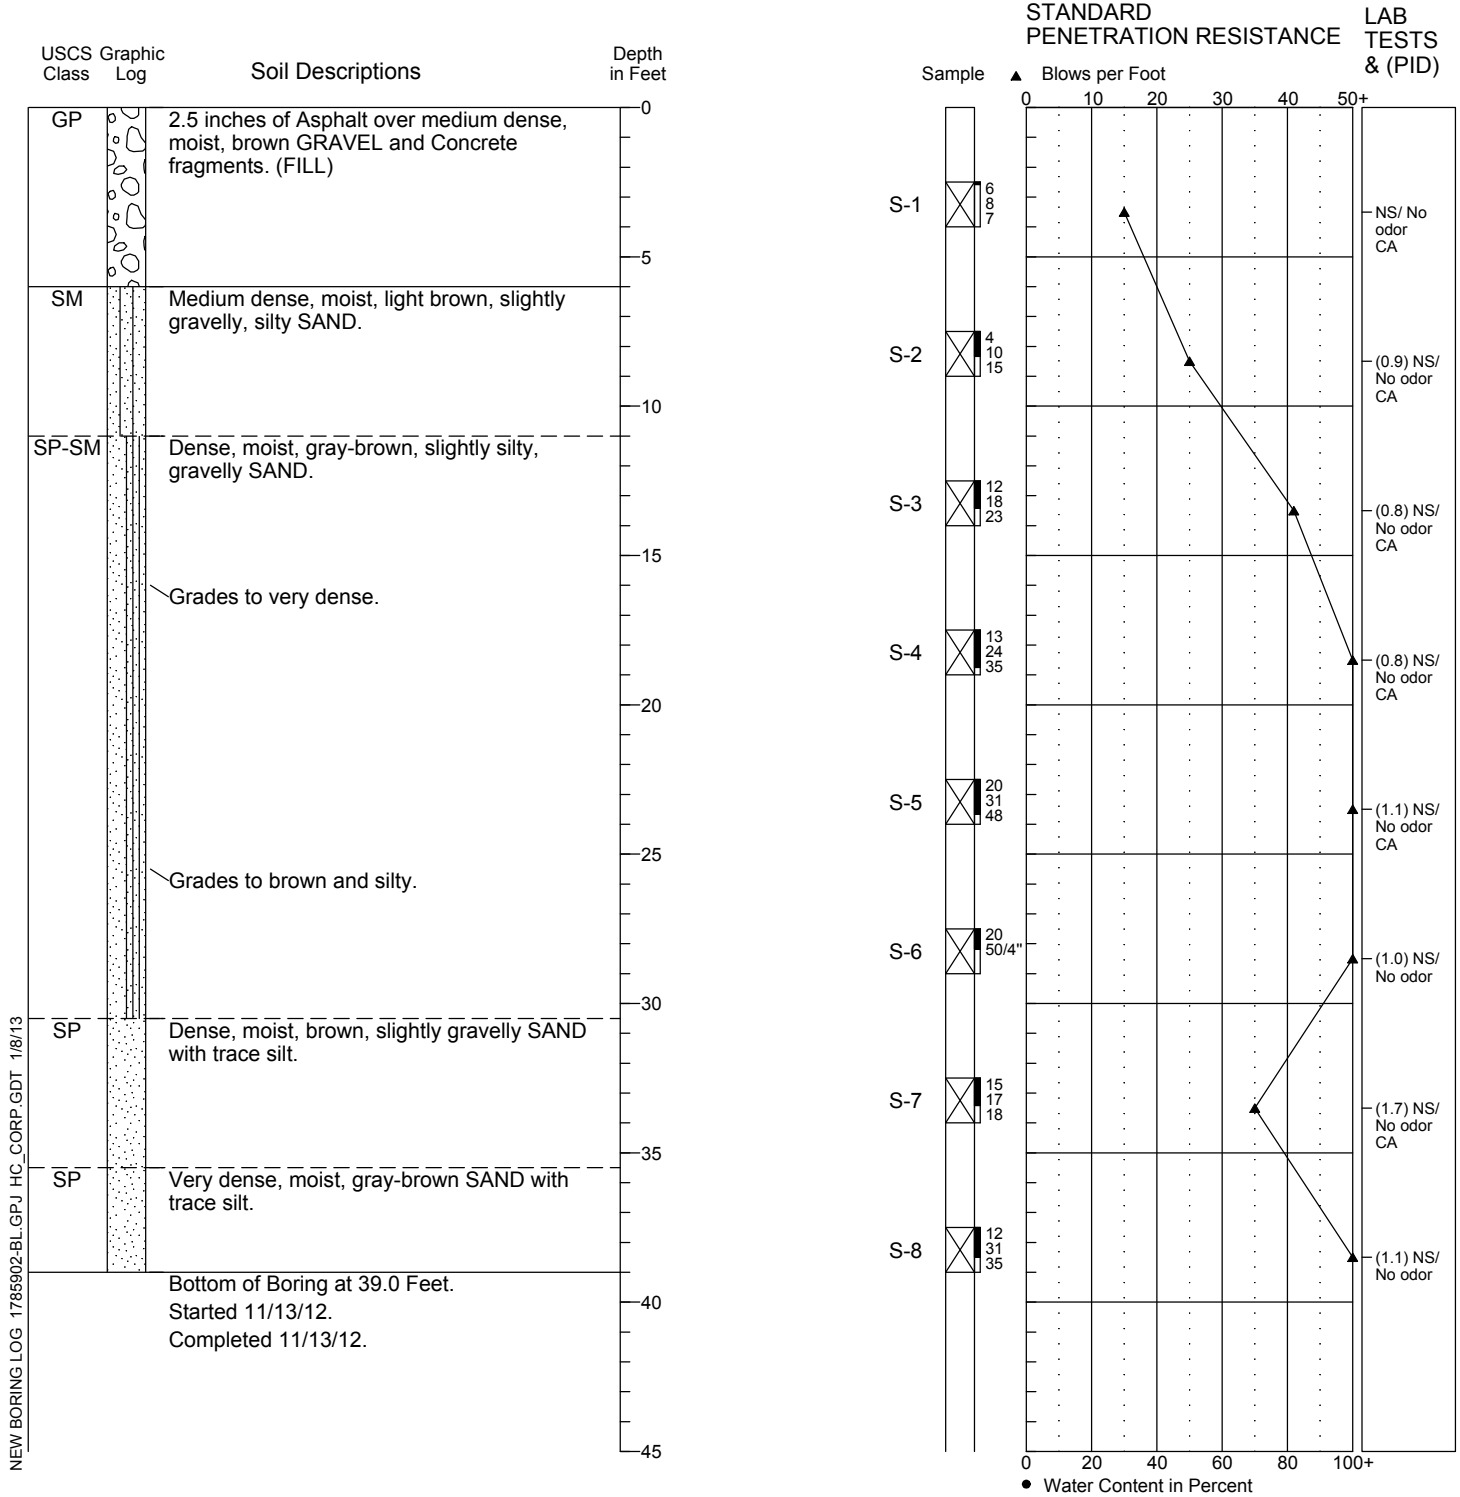 STANDARD
PENETRATION RESISTANCE
LAB
TESTS
& (PID)
USCS Graphic
Class Log
Soil Descriptions
Depth
in Feet
Sample
▲ Blows per Foot
0 10 20 30 40 50+
0
GP
2.5 inches of Asphalt over medium dense,
moist, brown GRAVEL and Concrete
fragments. (FILL)
S-1
6
8
7
NS/ No
odor
CA
5
SM
Medium dense, moist, light brown, slightly
gravelly, silty SAND.
S-2
4
10
15
(0.9) NS/
No odor
CA
10
SP-SM
Dense, moist, gray-brown, slightly silty,
gravelly SAND.
S-3
12
18
23
(0.8) NS/
No odor
CA
15
Grades to very dense.
S-4
13
24
35
(0.8) NS/
No odor
CA
20
S-5
20
31
48
(1.1) NS/
No odor
CA
25
Grades to brown and silty.
S-6
20
50/4"
(1.0) NS/
No odor
30
SP
Dense, moist, brown, slightly gravelly SAND
with trace silt.
S-7
15
17
18
(1.7) NS/
No odor
CA
35
SP
Very dense, moist, gray-brown SAND with
trace silt.
S-8
12
31
35
(1.1) NS/
No odor
Bottom of Boring at 39.0 Feet.
Started 11/13/12.
Completed 11/13/12.
40
45
0 20 40 60 80 100+
● Water Content in Percent
NEW BORING LOG 1785902-BL.GPJ HC_CORP.GDT 1/8/13